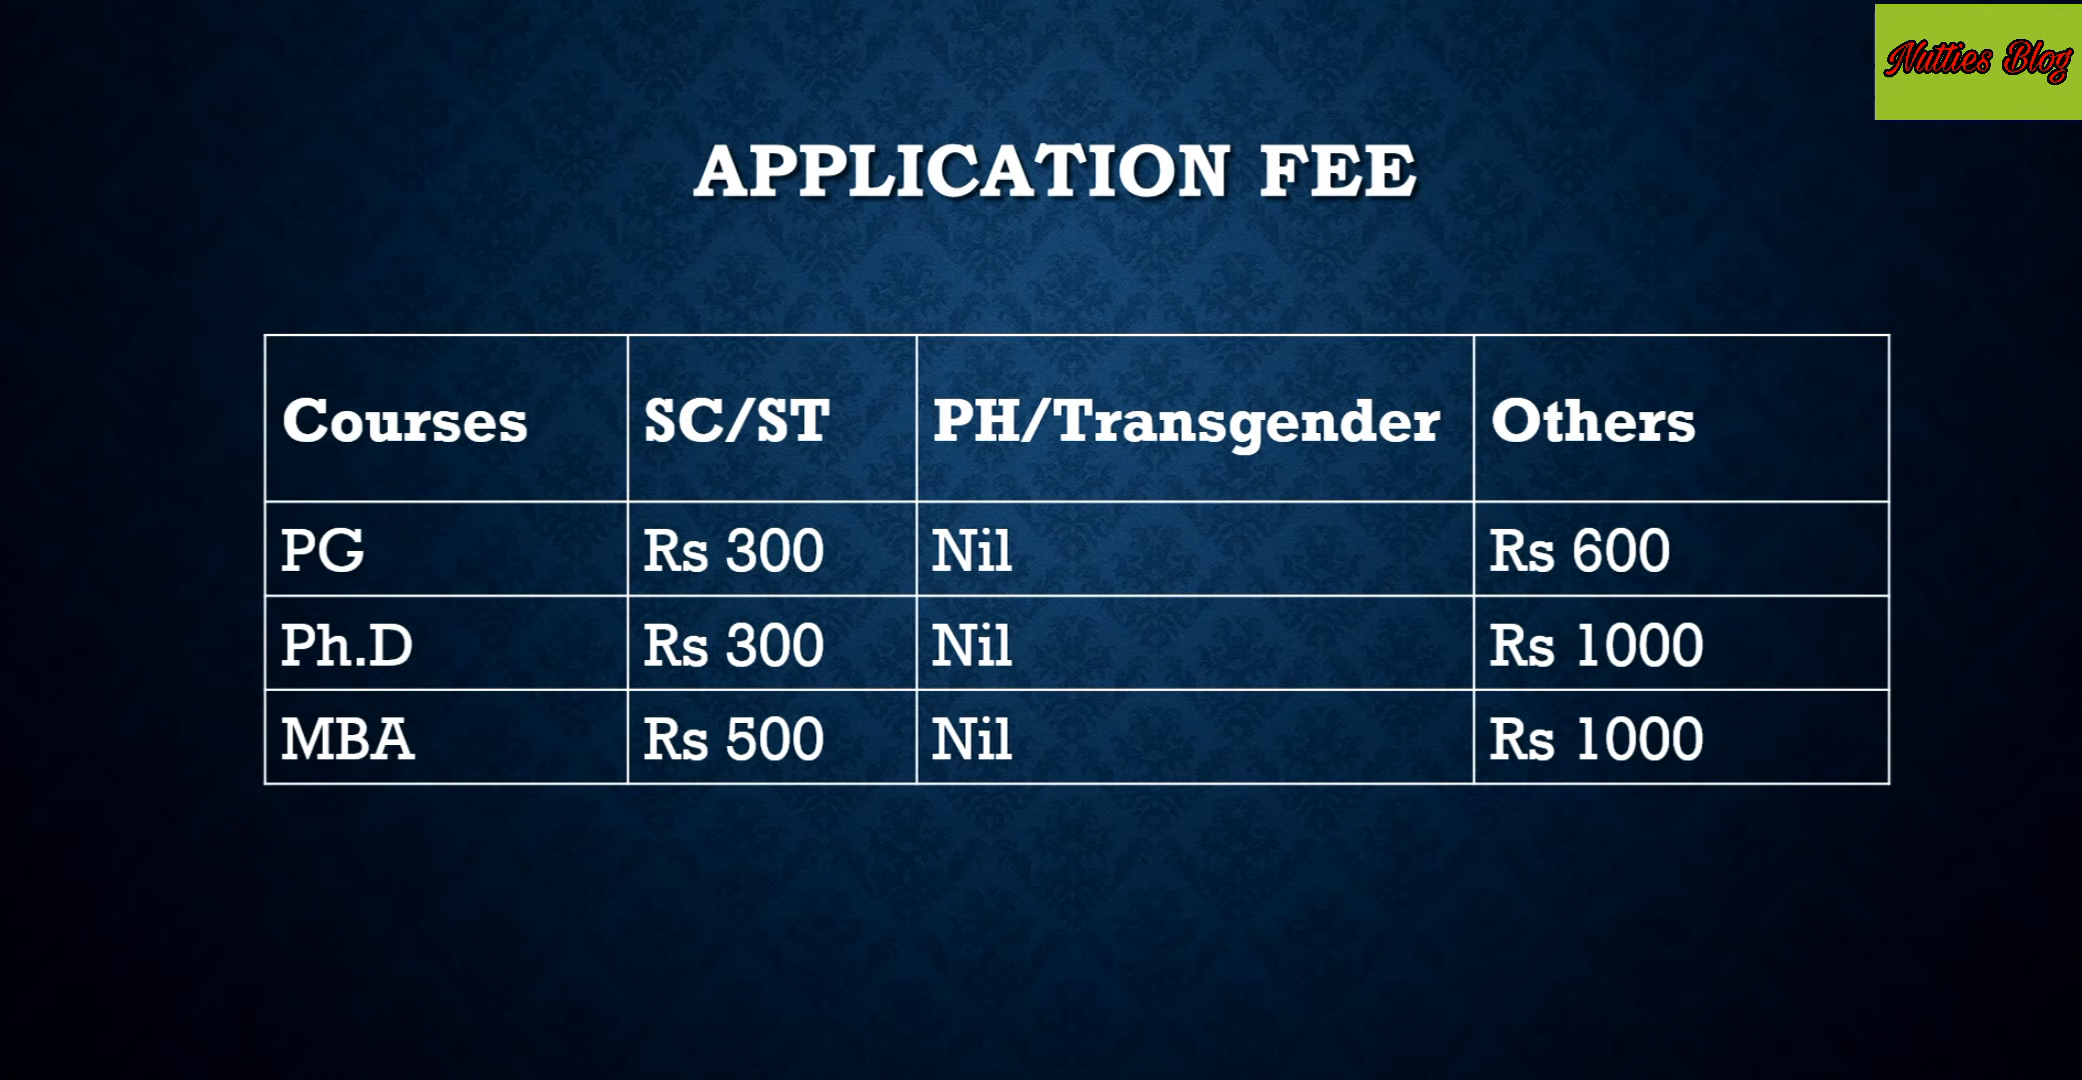 Nutties Blog
APPLICATION FEE
Courses SC/ST PH/Transgender Others
PG Rs 300 Nil Rs 600
Ph.D Rs 300 Nil Rs 1000
MBA Rs 500 Nil Rs 1000